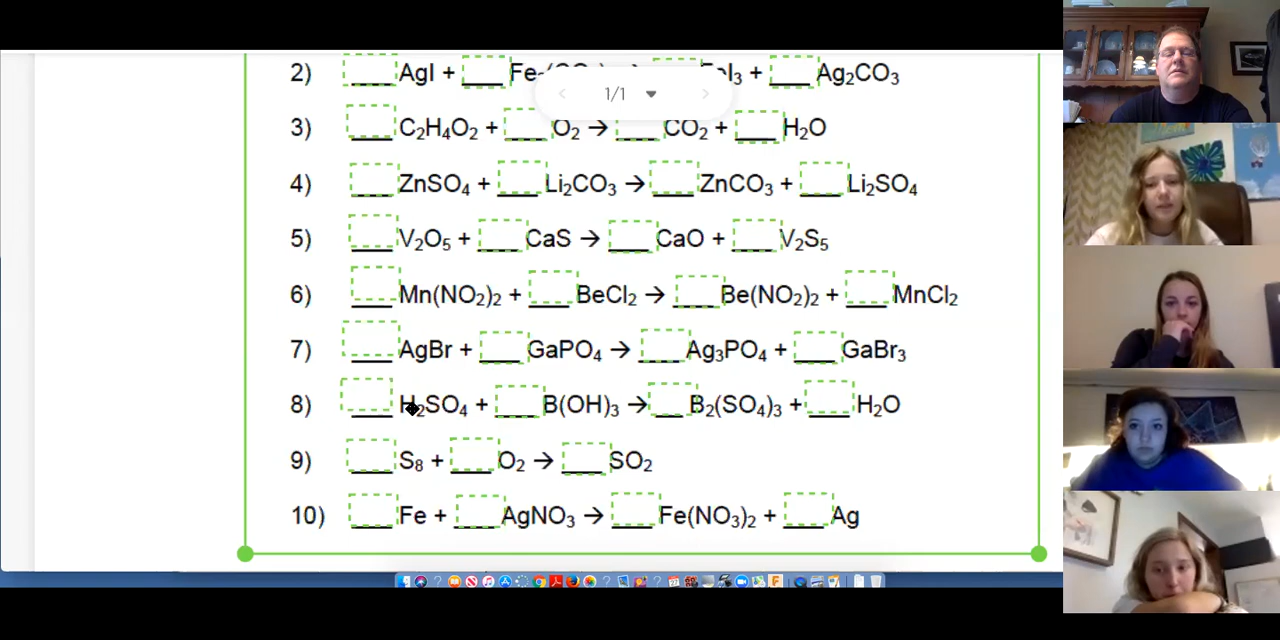 2) ___ AgI + ___ Fe₂ ___ I₃ + ___ Ag₂CO₃
1/1
3) ___ C₂H₄O₂ + ___ O₂ → ___ CO₂ + ___ H₂O
4) ___ ZnSO₄ + ___ Li₂CO₃ → ___ ZnCO₃ + ___ Li₂SO₄
5) ___ V₂O₅ + ___ CaS → ___ CaO + ___ V₂S₅
6) ___ Mn(NO₂)₂ + ___ BeCl₂ → ___ Be(NO₂)₂ + ___ MnCl₂
7) ___ AgBr + ___ GaPO₄ → ___ Ag₃PO₄ + ___ GaBr₃
8) ___ H₂SO₄ + ___ B(OH)₃ → ___ B₂(SO₄)₃ + ___ H₂O
9) ___ S₈ + ___ O₂ → ___ SO₂
10) ___ Fe + ___ AgNO₃ → ___ Fe(NO₃)₂ + ___ Ag